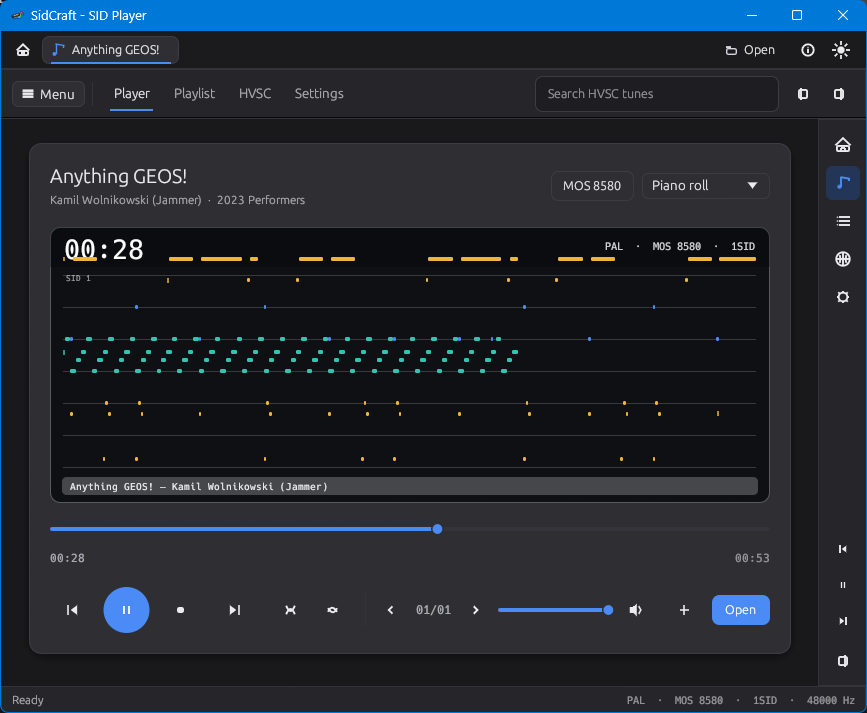 SidCraft - SID Player
Anything GEOS!
Open
Menu
Player
Playlist
HVSC
Settings
Search HVSC tunes
Anything GEOS!
Kamil Wolnikowski (Jammer) · 2023 Performers
MOS 8580
Piano roll
00:28
PAL · MOS 8580 · 1SID
SID 1
Anything GEOS! — Kamil Wolnikowski (Jammer)
00:28
00:53
01/01
Open
Ready
PAL · MOS 8580 · 1SID · 48000 Hz